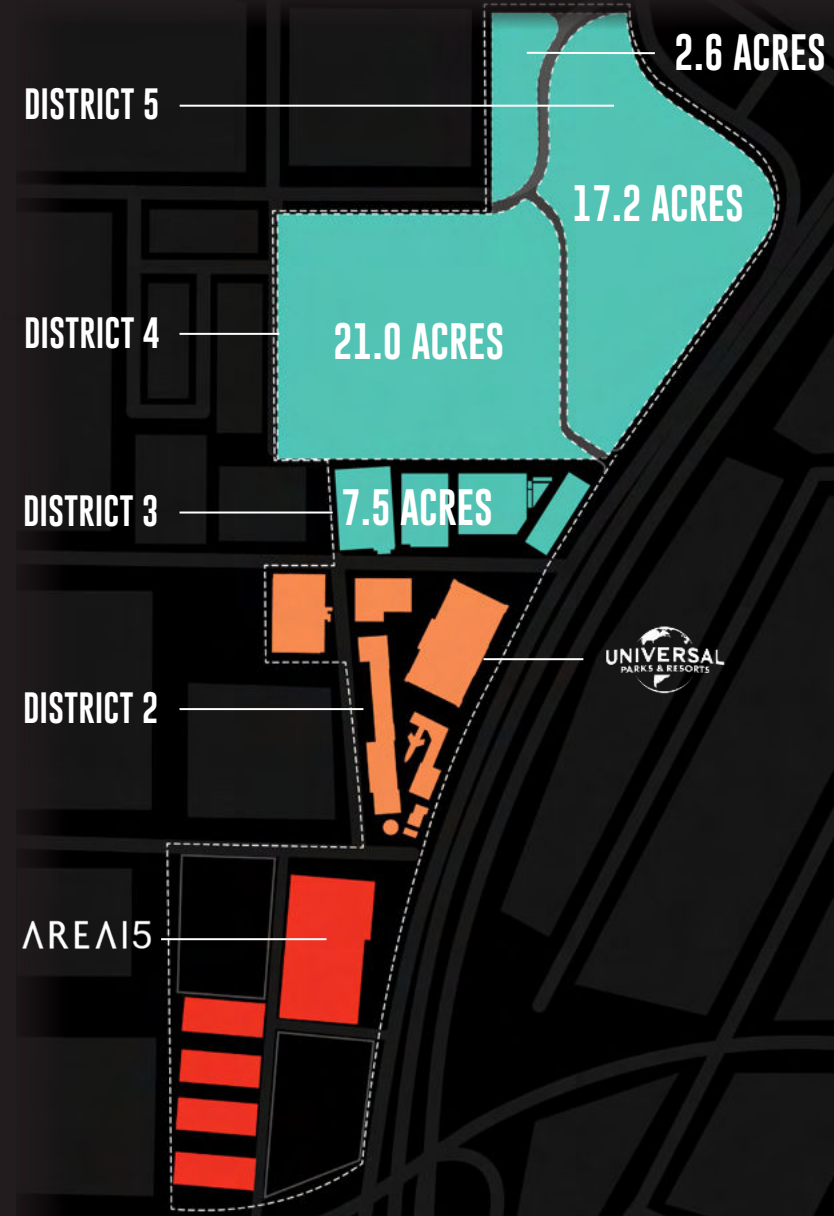 2.6 ACRES
DISTRICT 5
17.2 ACRES
DISTRICT 4
21.0 ACRES
DISTRICT 3
7.5 ACRES
UNIVERSAL
PARKS & RESORTS
DISTRICT 2
AREA15